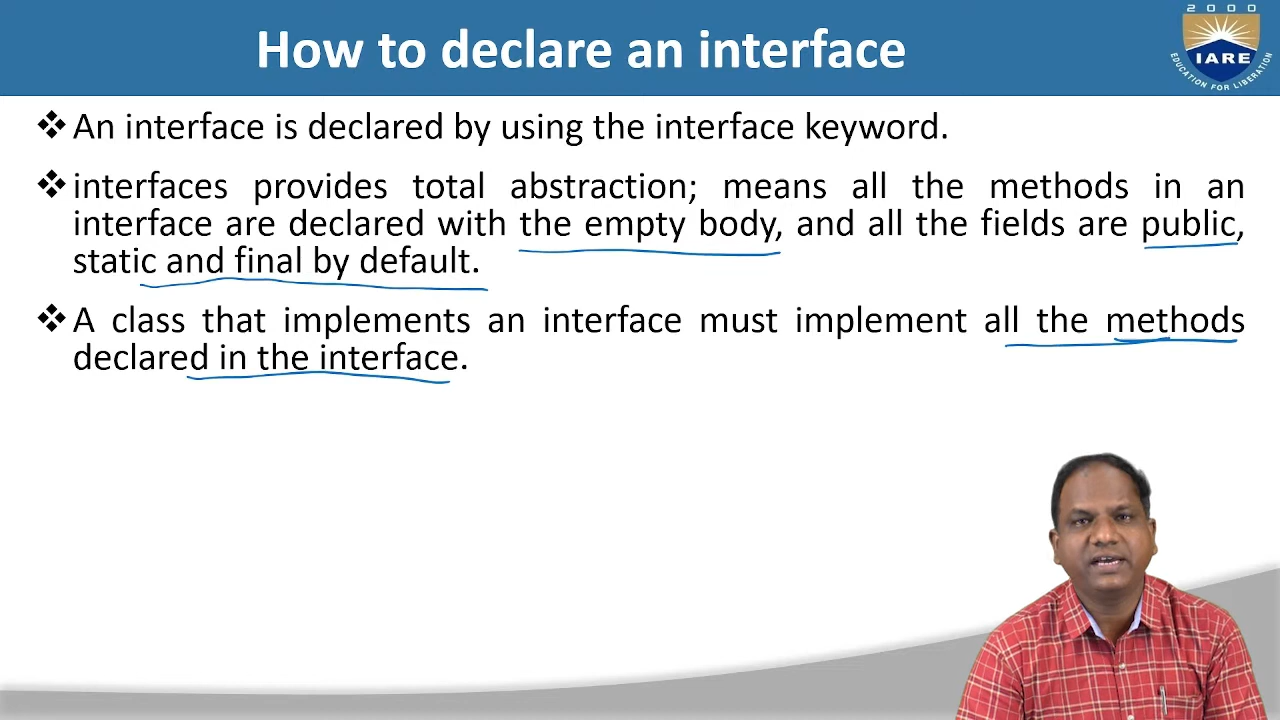 How to declare an interface
2000
IARE
EDUCATION FOR LIBERATION
❖ An interface is declared by using the interface keyword.
❖ interfaces provides total abstraction; means all the methods in an
interface are declared with the empty body, and all the fields are public,
static and final by default.
❖ A class that implements an interface must implement all the methods
declared in the interface.